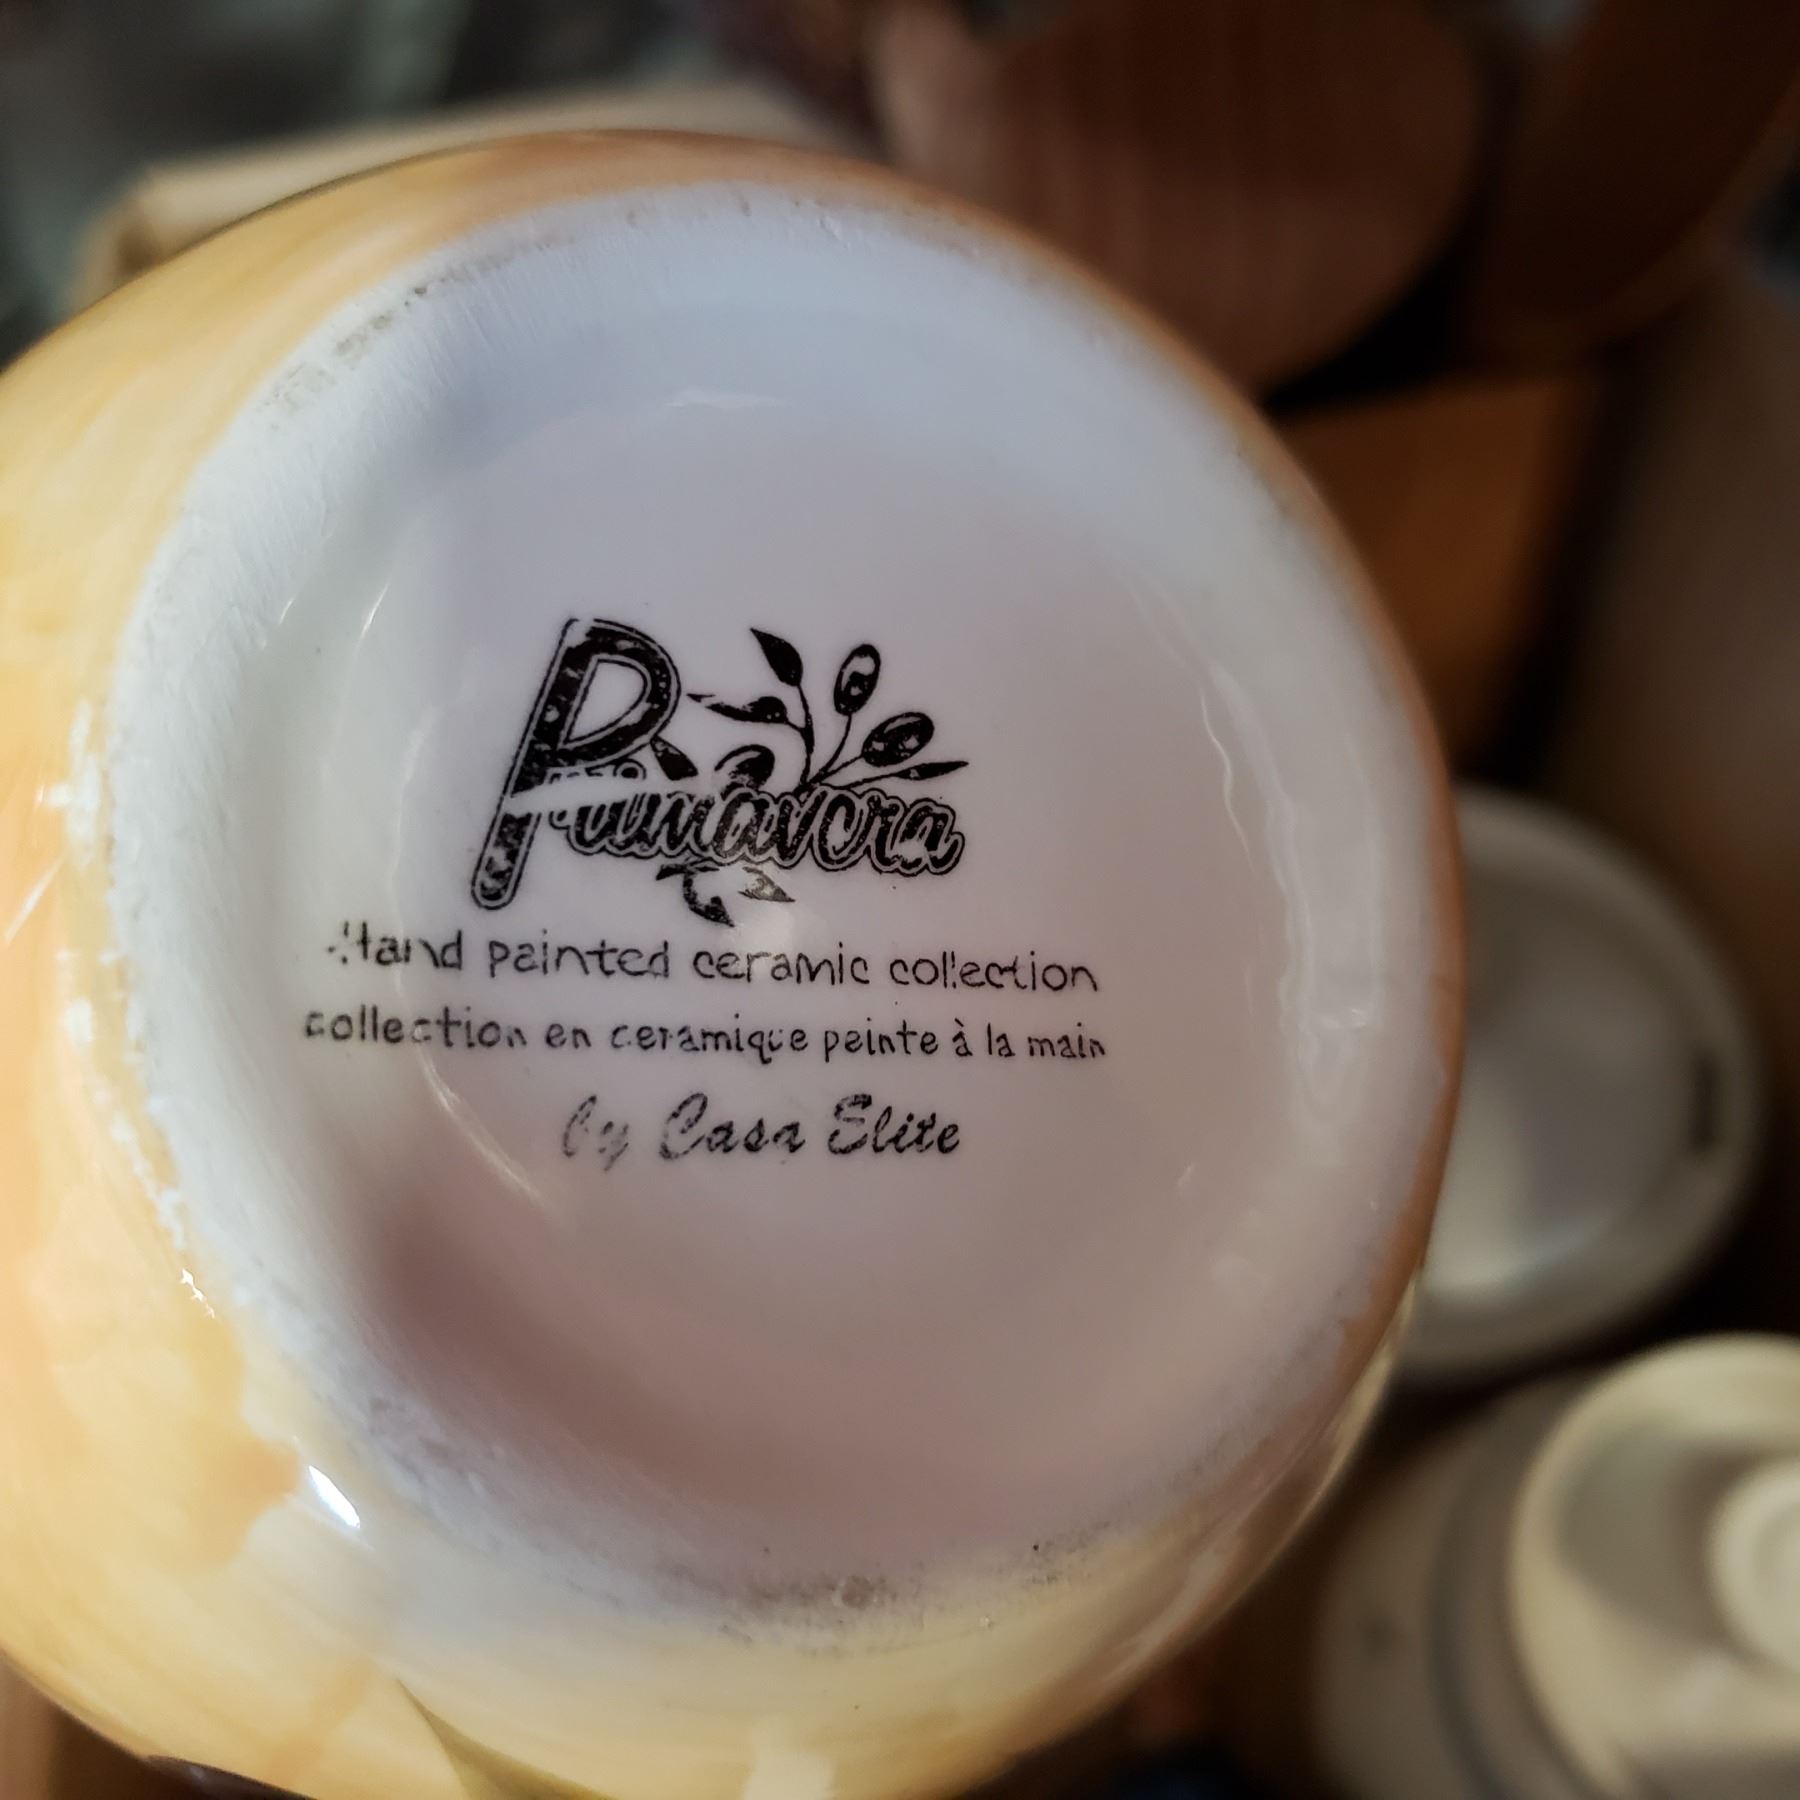 Primavera
Hand painted ceramic collection
collection en ceramique peinte à la main
by Casa Elite